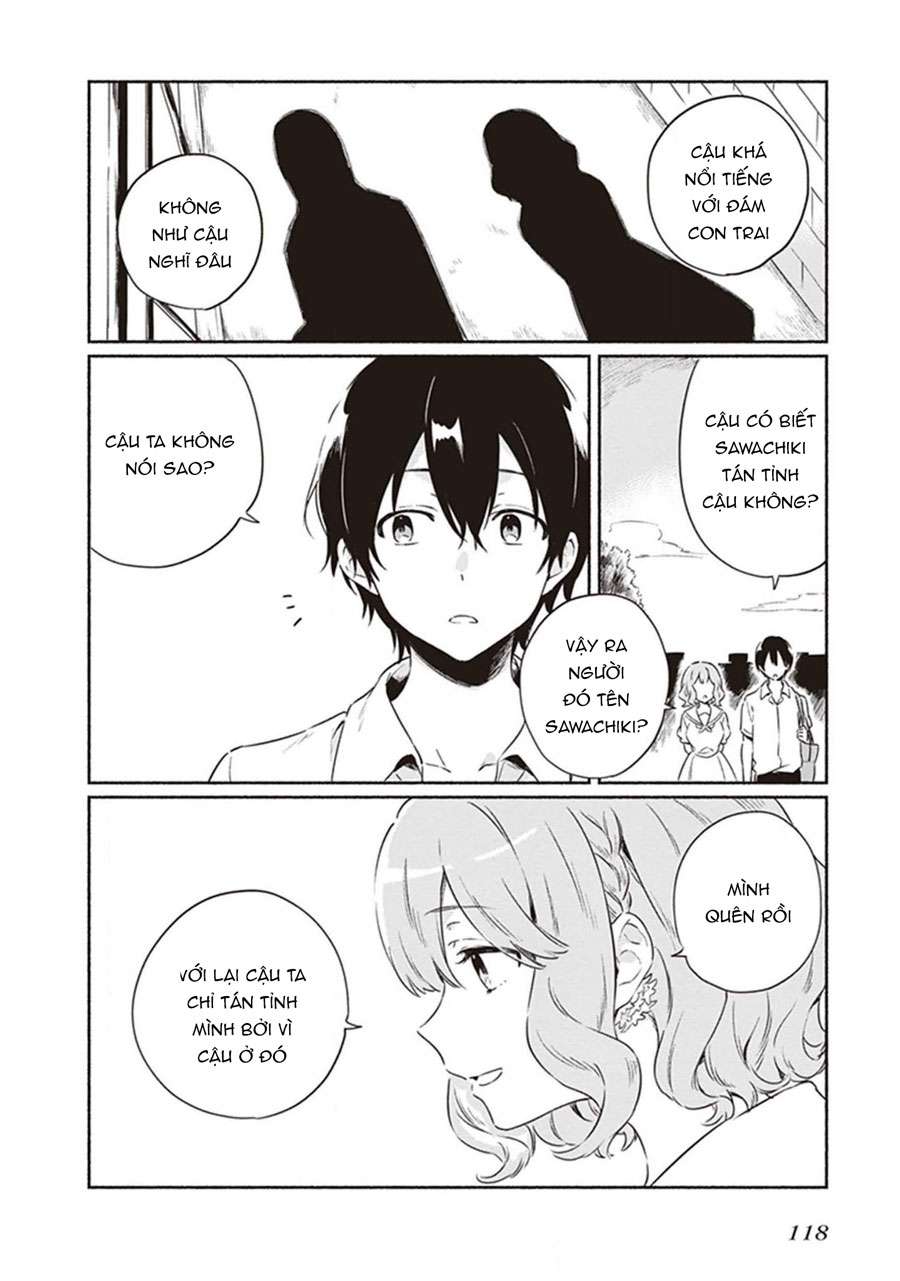 CẬU KHÁ
NỔI TIẾNG
VỚI ĐÁM
CON TRAI
KHÔNG
NHƯ CẬU
NGHĨ ĐÂU
CẬU CÓ BIẾT
SAWACHIKI
TÁN TỈNH
CẬU KHÔNG?
VẬY RA
NGƯỜI
ĐÓ TÊN
SAWACHIKI?
CẬU TA KHÔNG
NÓI SAO?
MÌNH
QUÊN RỒI
VỚI LẠI CẬU TA
CHỈ TÁN TỈNH
MÌNH BỞI VÌ
CẬU Ở ĐÓ
118